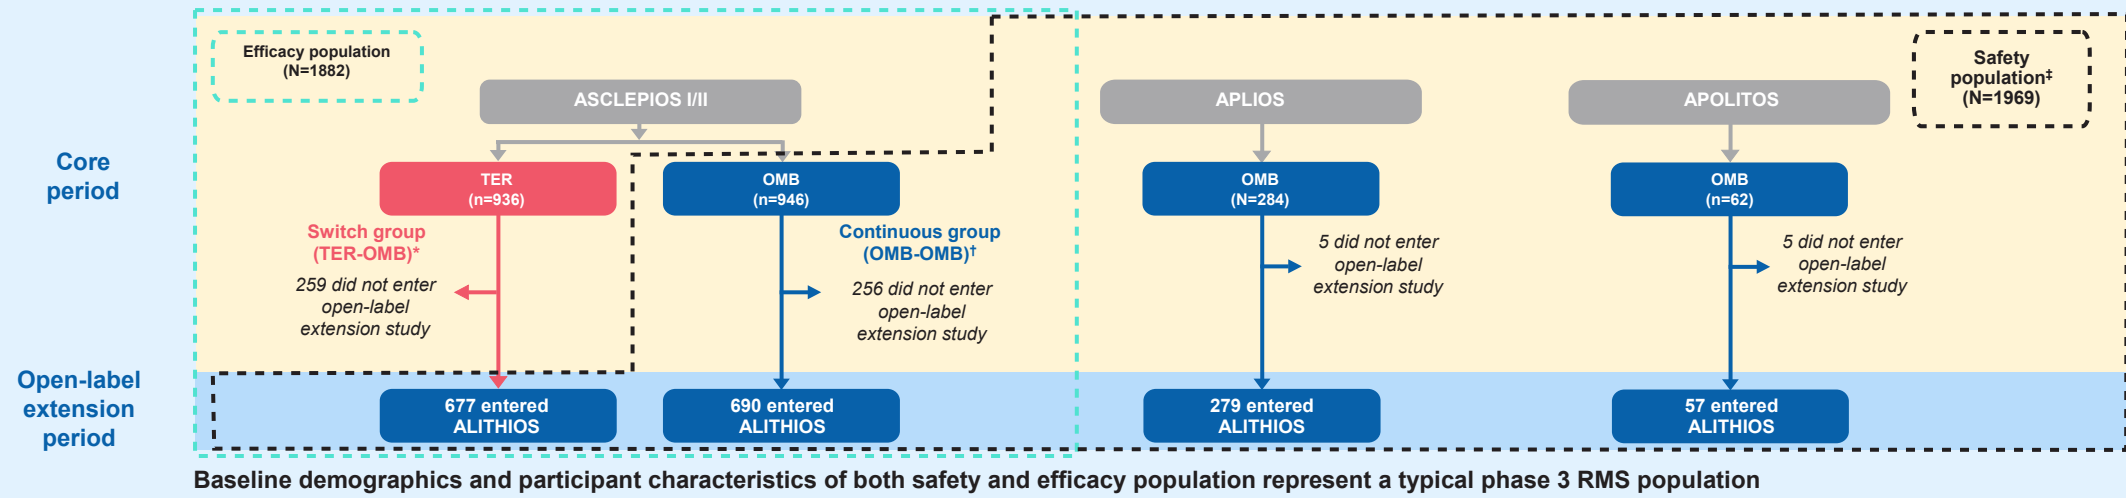 Efficacy population
(N=1882)
Safety
population‡
(N=1969)
ASCLEPIOS I/II
APLIOS
APOLITOS
Core
period
TER
(n=936)
OMB
(n=946)
OMB
(N=284)
OMB
(n=62)
Switch group
(TER-OMB)*
259 did not enter
open-label
extension study
Continuous group
(OMB-OMB)†
256 did not enter
open-label
extension study
5 did not enter
open-label
extension study
5 did not enter
open-label
extension study
Open-label
extension
period
677 entered
ALITHIOS
690 entered
ALITHIOS
279 entered
ALITHIOS
57 entered
ALITHIOS
Baseline demographics and participant characteristics of both safety and efficacy population represent a typical phase 3 RMS population